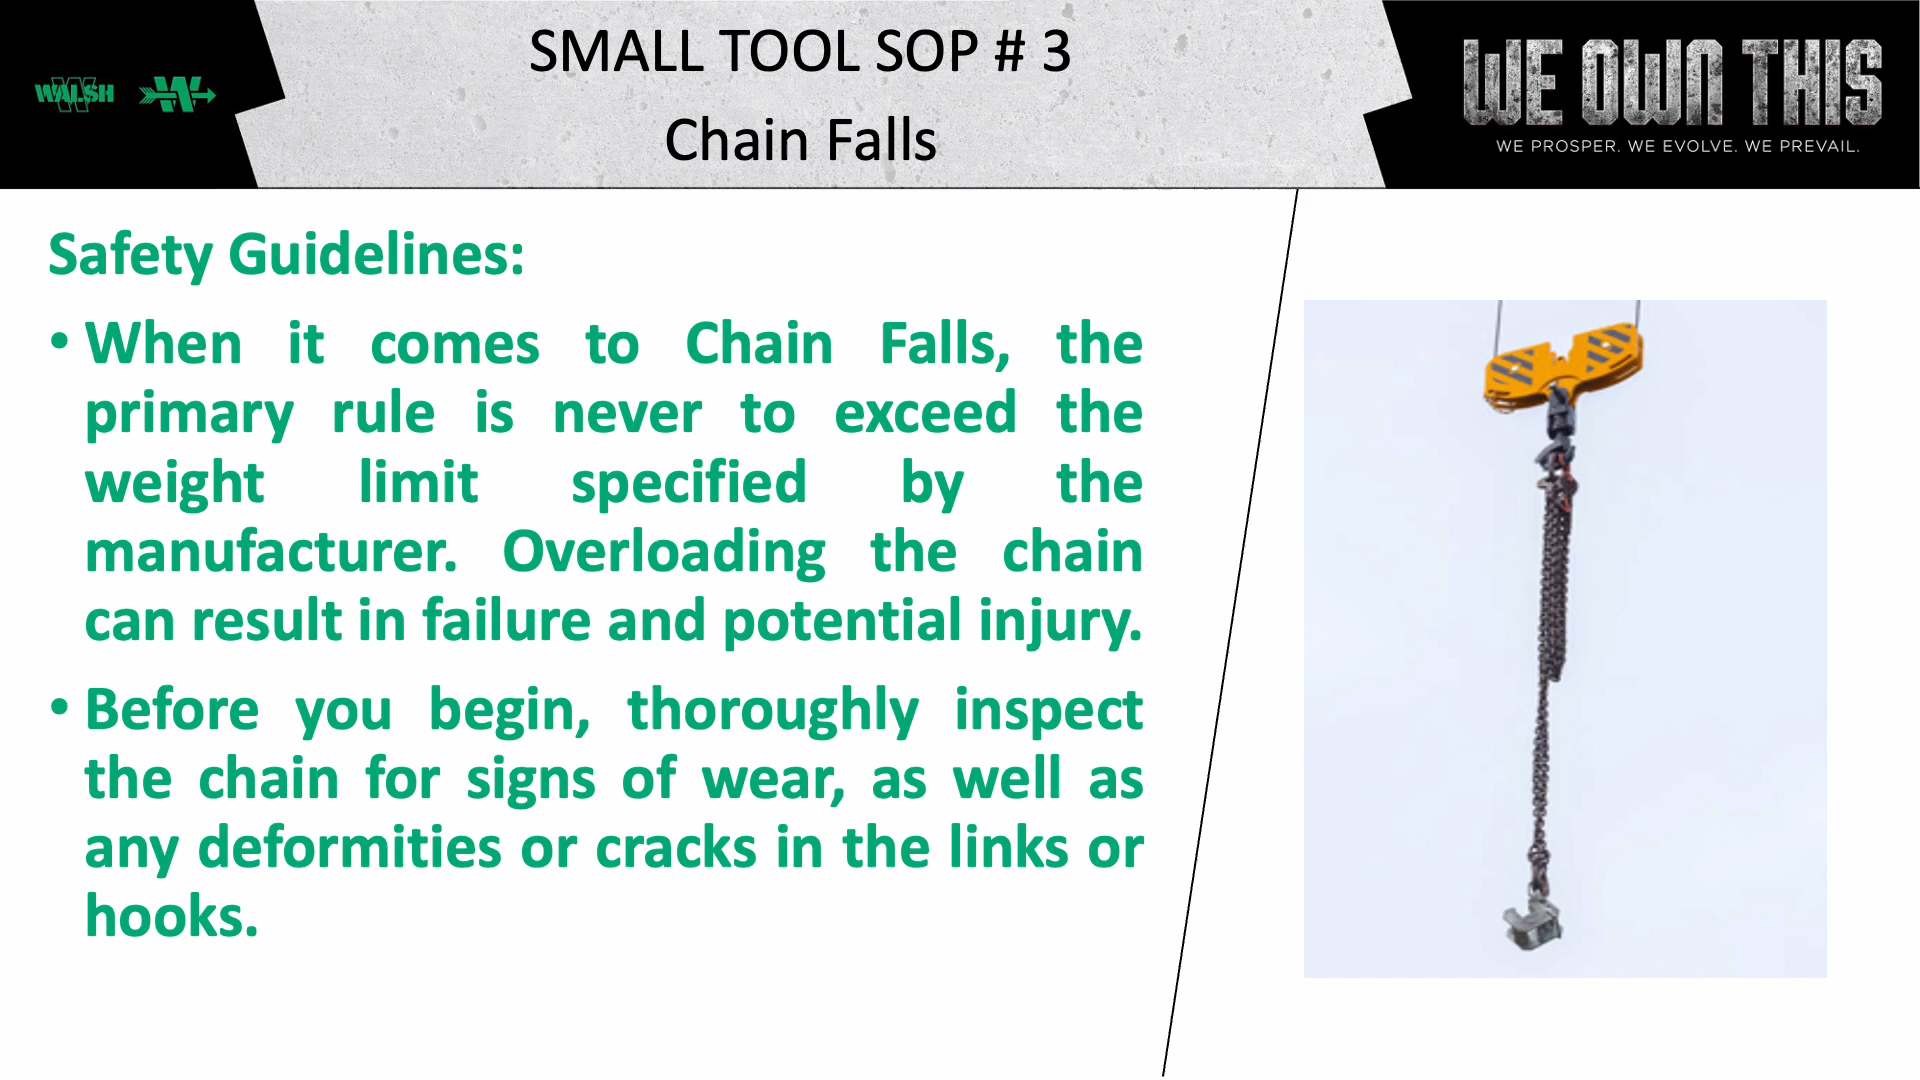 SMALL TOOL SOP # 3
Chain Falls
WALSH
WE OWN THIS
WE PROSPER. WE EVOLVE. WE PREVAIL.
Safety Guidelines:
• When it comes to Chain Falls, the
primary rule is never to exceed the
weight limit specified by the
manufacturer. Overloading the chain
can result in failure and potential injury.
• Before you begin, thoroughly inspect
the chain for signs of wear, as well as
any deformities or cracks in the links or
hooks.